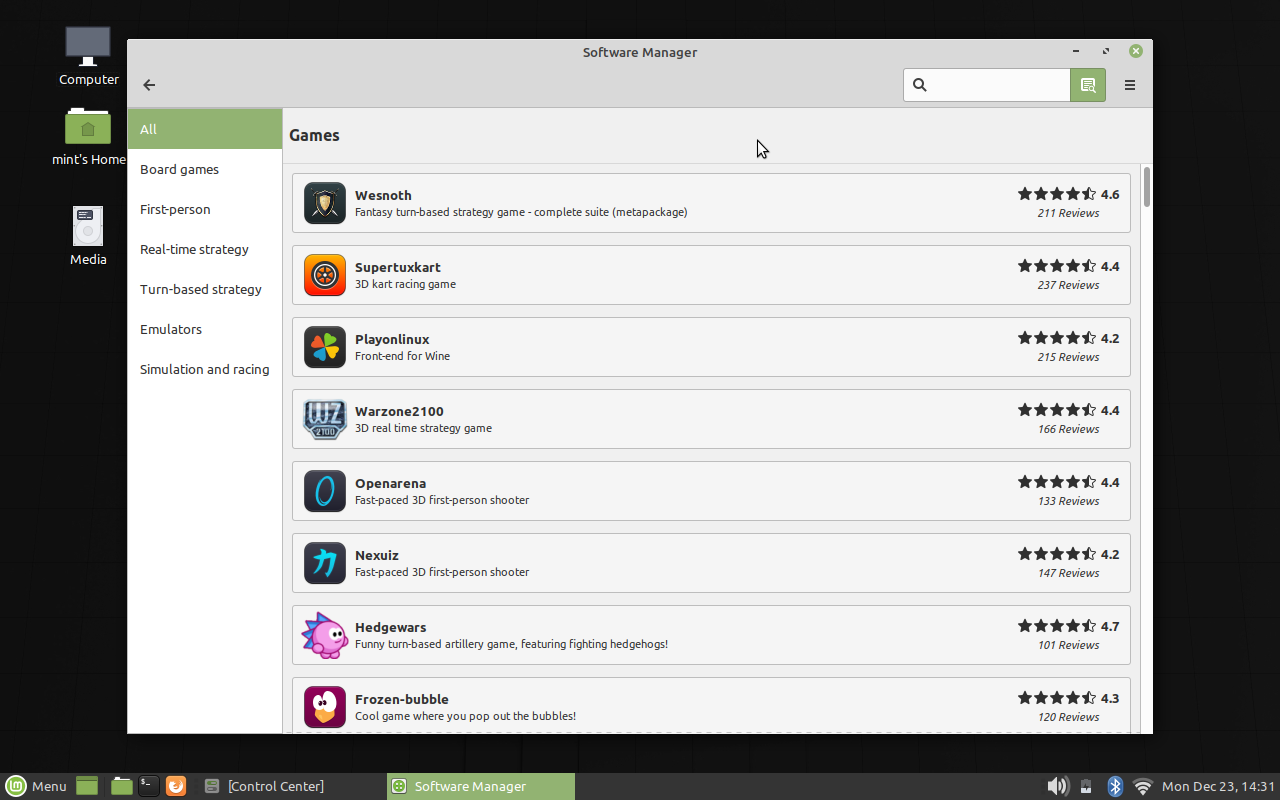 Computer
mint's Home
Media
Software Manager
All
Board games
First-person
Real-time strategy
Turn-based strategy
Emulators
Simulation and racing
Games
Wesnoth
Fantasy turn-based strategy game - complete suite (metapackage)
4.6
211 Reviews
Supertuxkart
3D kart racing game
4.4
237 Reviews
Playonlinux
Front-end for Wine
4.2
215 Reviews
WZ
2100
Warzone2100
3D real time strategy game
4.4
166 Reviews
Openarena
Fast-paced 3D first-person shooter
4.4
133 Reviews
力
Nexuiz
Fast-paced 3D first-person shooter
4.2
147 Reviews
Hedgewars
Funny turn-based artillery game, featuring fighting hedgehogs!
4.7
101 Reviews
Frozen-bubble
Cool game where you pop out the bubbles!
4.3
120 Reviews
Menu
$_
[Control Center]
Software Manager
Mon Dec 23, 14:31